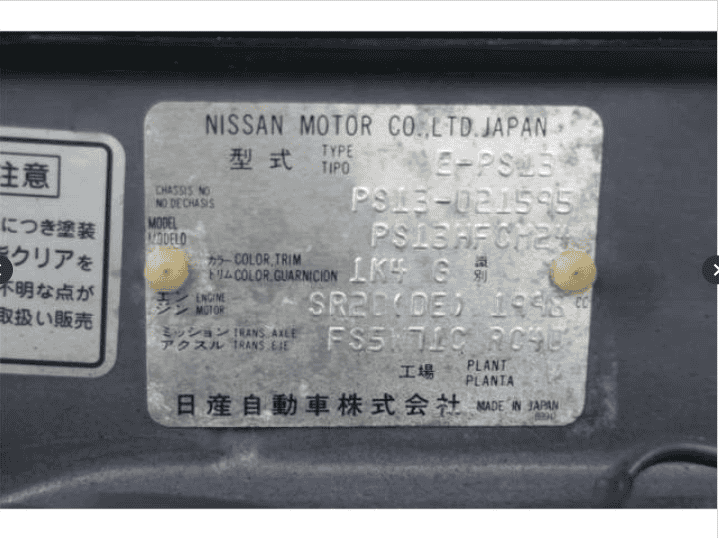 注意
につき塗装
クリアを
不明な点が
取扱い販売
NISSAN MOTOR CO.,LTD.JAPAN
型式 TYPE TIPO E-PS13
CHASSIS NO NO DE CHASIS PS13-021595
MODEL MODELO PS13HFCM24
カラー COLOR,TRIM
トリム COLOR,GUARNICION 1K4 G 識別
エンジン ENGINE MOTOR SR20(DE) 1998 CC
ミッション TRANS. AXLE
アクスル TRANS. EJE FS5W71C RC40
工場 PLANT PLANTA
日産自動車株式会社 MADE IN JAPAN